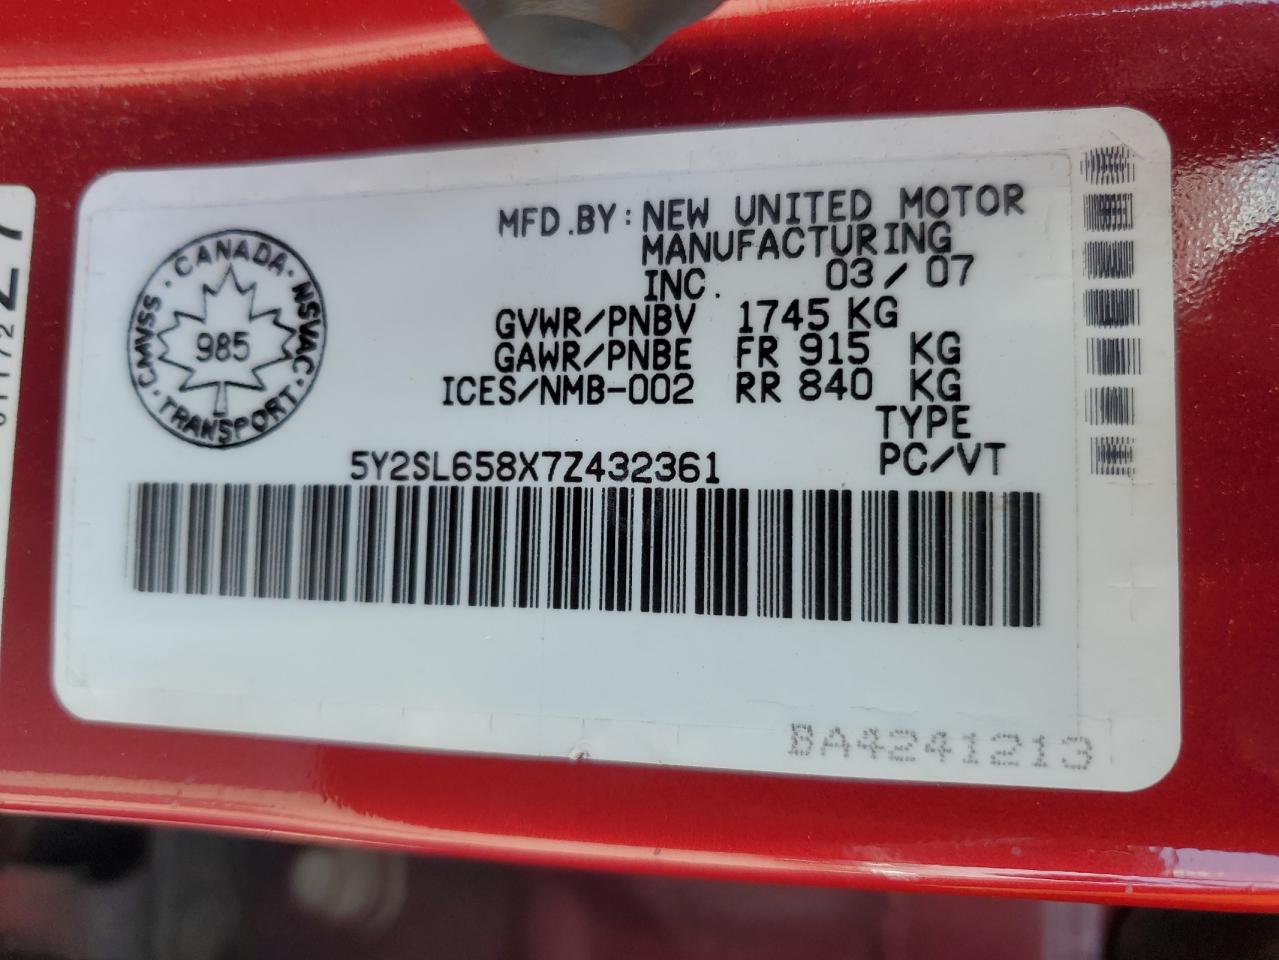 MFD.BY: NEW UNITED MOTOR
MANUFACTURING
INC. 03/07
GVWR/PNBV 1745 KG
GAWR/PNBE FR 915 KG
ICES/NMB-002 RR 840 KG
TYPE
PC/VT
CANADA · NSVAC · TRANSPORT · CMVSS ·
985
5Y2SL658X7Z432361
BA4241213